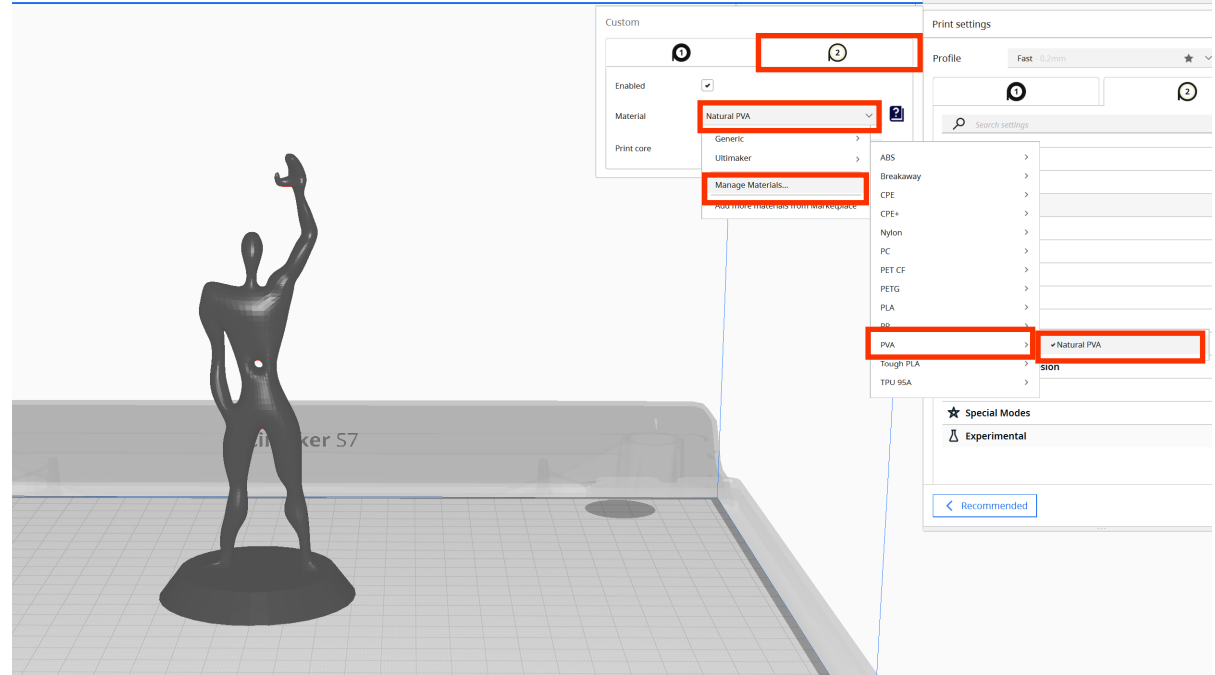 Custom
1
2
Enabled
Material
Natural PVA
?
Print core
Generic
Ultimaker
Manage Materials...
Add more materials from Marketplace
ABS
Breakaway
CPE
CPE+
Nylon
PC
PET CF
PETG
PLA
PP
PVA
Tough PLA
TPU 95A
Natural PVA
Print settings
Profile
Fast - 0.2mm
1
2
Search settings
sion
Special Modes
Experimental
Recommended
ker S7